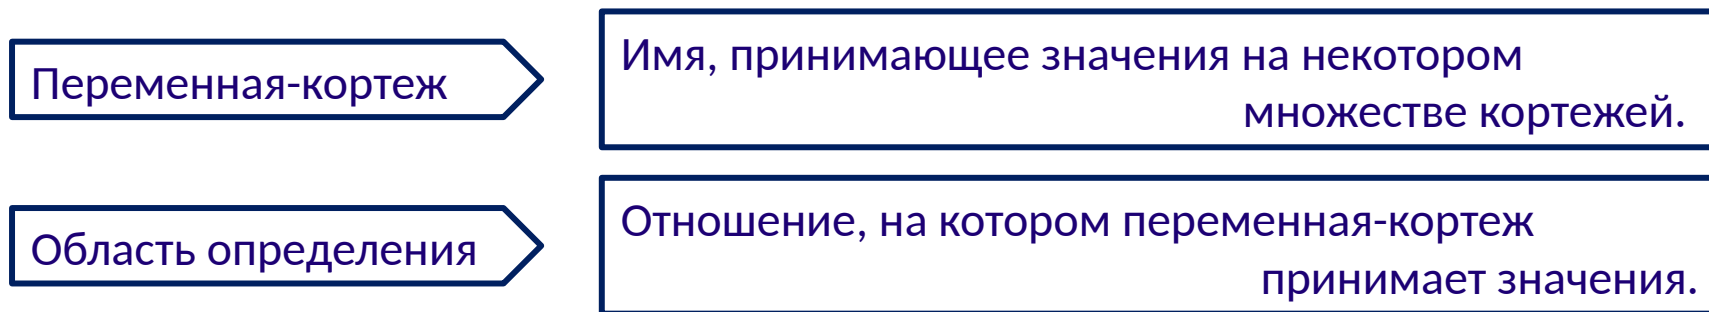 Переменная-кортеж
Имя, принимающее значения на некотором
множестве кортежей.
Область определения
Отношение, на котором переменная-кортеж
принимает значения.